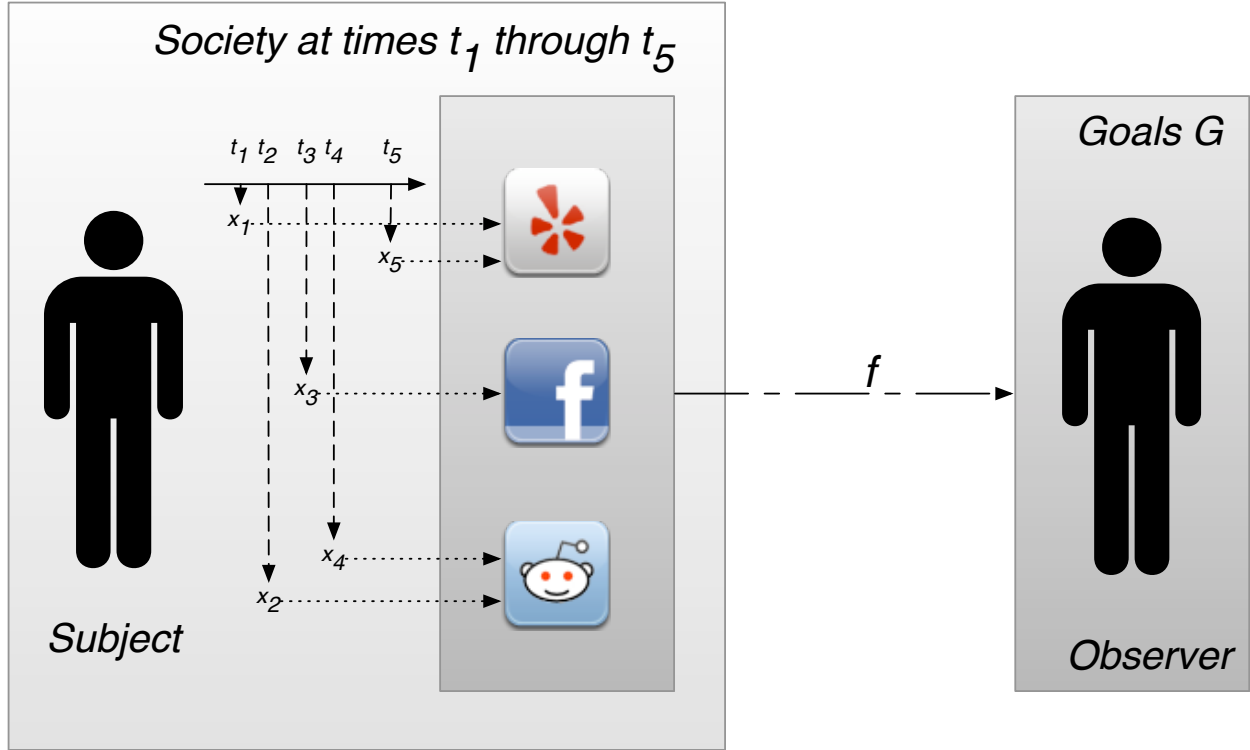 Society at times t1 through t5
t1 t2 t3 t4 t5
x1
x5
x3
x4
x2
Subject
f
f
Goals G
Observer